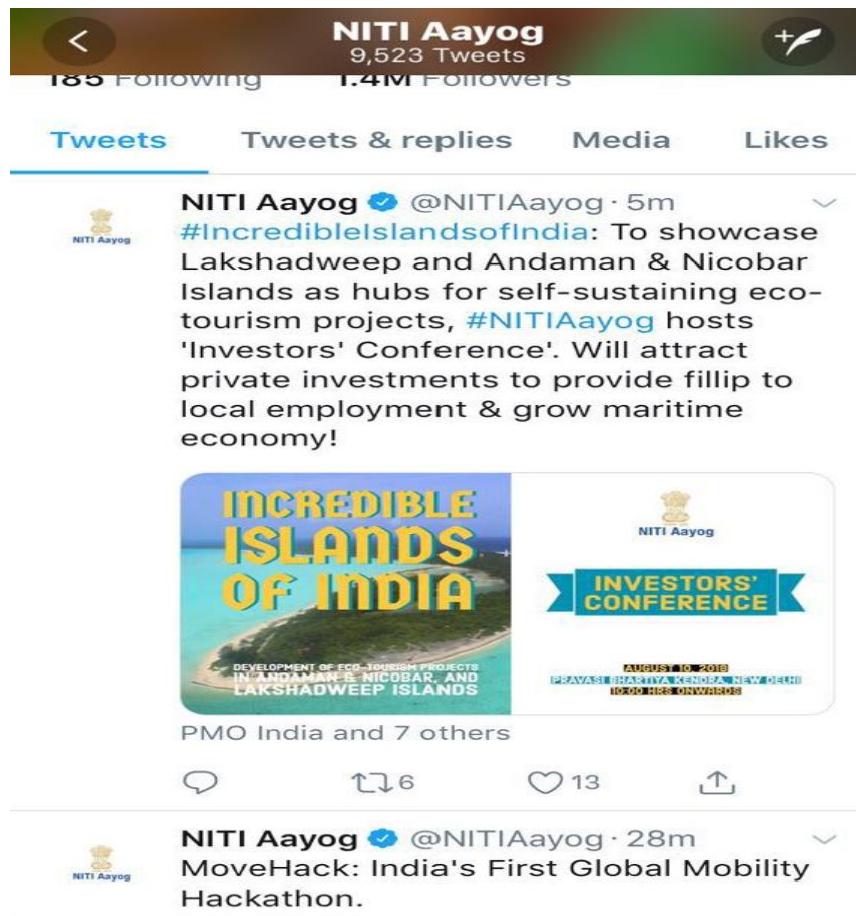 NITI Aayog
9,523 Tweets
185 Following 1.4M Followers
Tweets Tweets & replies Media Likes
NITI Aayog @NITIAayog · 5m
#IncredibleIslandsofIndia: To showcase
Lakshadweep and Andaman & Nicobar
Islands as hubs for self-sustaining eco-
tourism projects, #NITIAayog hosts
'Investors' Conference'. Will attract
private investments to provide fillip to
local employment & grow maritime
economy!
NITI Aayog
INCREDIBLE
ISLANDS
OF INDIA
DEVELOPMENT OF ECO-TOURISM PROJECTS
IN ANDAMAN & NICOBAR, AND
LAKSHADWEEP ISLANDS
NITI Aayog
INVESTORS'
CONFERENCE
AUGUST 10, 2018
PRAVASI BHARTIYA KENDRA, NEW DELHI
10:00 HRS ONWARDS
PMO India and 7 others
6 13
NITI Aayog @NITIAayog · 28m
MoveHack: India's First Global Mobility
Hackathon.
NITI Aayog